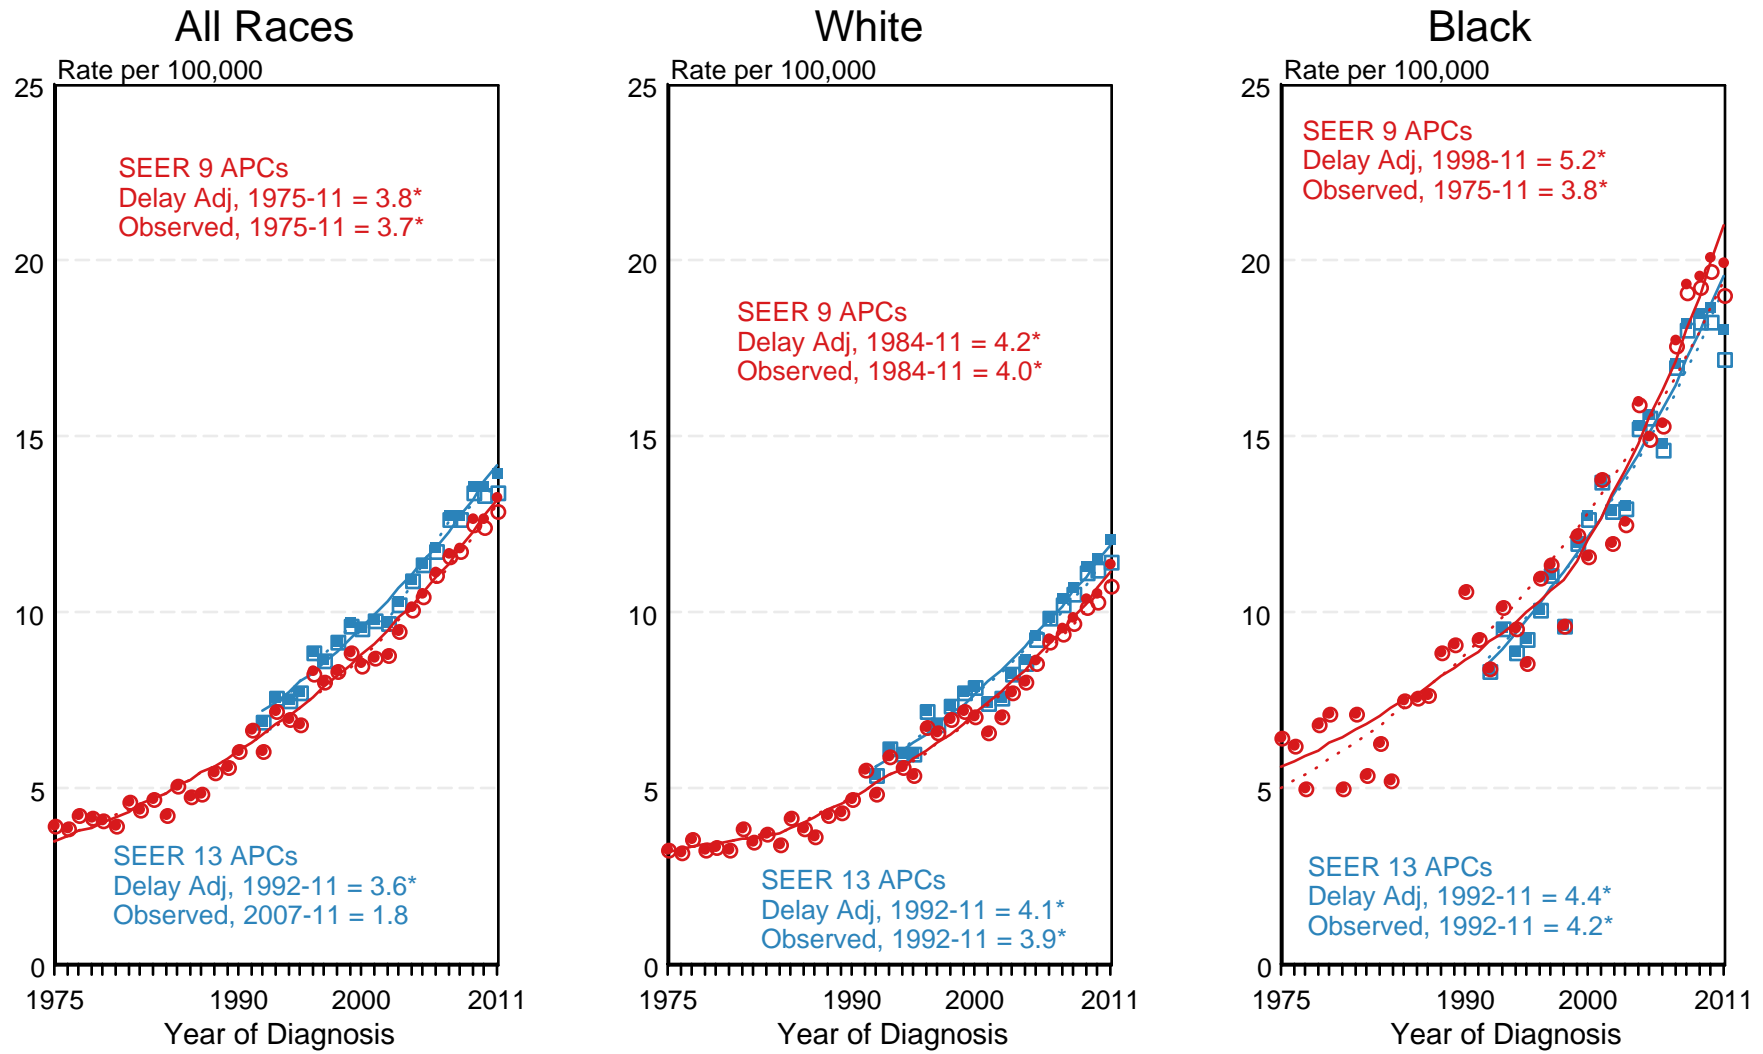 All Races
Rate per 100,000
25
20
15
10
5
0
SEER 9 APCs
Delay Adj, 1975-11 = 3.8*
Observed, 1975-11 = 3.7*
SEER 13 APCs
Delay Adj, 1992-11 = 3.6*
Observed, 2007-11 = 1.8
1975 1990 2000 2011
Year of Diagnosis
White
Rate per 100,000
25
20
15
10
5
0
SEER 9 APCs
Delay Adj, 1984-11 = 4.2*
Observed, 1984-11 = 4.0*
SEER 13 APCs
Delay Adj, 1992-11 = 4.1*
Observed, 1992-11 = 3.9*
1975 1990 2000 2011
Year of Diagnosis
Black
Rate per 100,000
25
20
15
10
5
0
SEER 9 APCs
Delay Adj, 1998-11 = 5.2*
Observed, 1975-11 = 3.8*
SEER 13 APCs
Delay Adj, 1992-11 = 4.4*
Observed, 1992-11 = 4.2*
1975 1990 2000 2011
Year of Diagnosis